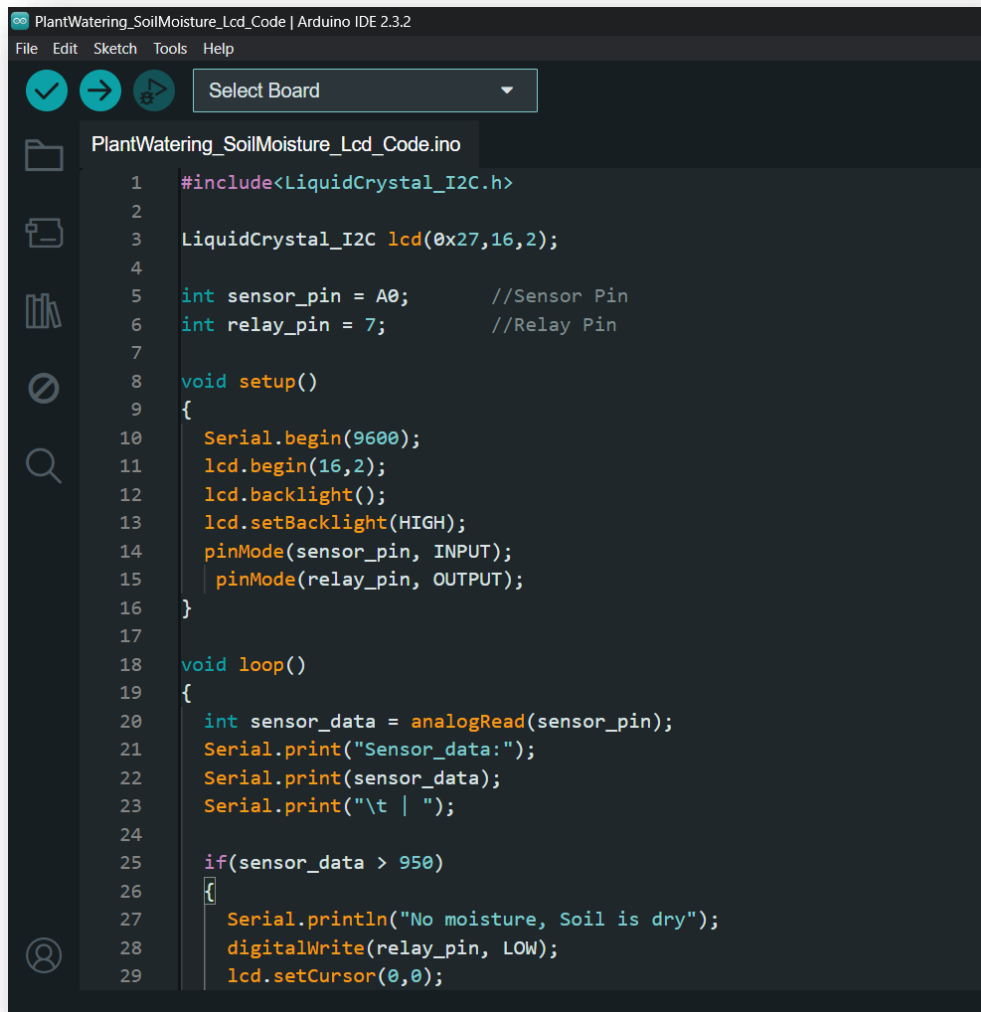 PlantWatering_SoilMoisture_Lcd_Code | Arduino IDE 2.3.2
File Edit Sketch Tools Help
Select Board
PlantWatering_SoilMoisture_Lcd_Code.ino
1 #include<LiquidCrystal_I2C.h>
2
3 LiquidCrystal_I2C lcd(0x27,16,2);
4
5 int sensor_pin = A0; //Sensor Pin
6 int relay_pin = 7; //Relay Pin
7
8 void setup()
9 {
10 Serial.begin(9600);
11 lcd.begin(16,2);
12 lcd.backlight();
13 lcd.setBacklight(HIGH);
14 pinMode(sensor_pin, INPUT);
15 pinMode(relay_pin, OUTPUT);
16 }
17
18 void loop()
19 {
20 int sensor_data = analogRead(sensor_pin);
21 Serial.print("Sensor_data:");
22 Serial.print(sensor_data);
23 Serial.print("\t | ");
24
25 if(sensor_data > 950)
26 {
27 Serial.println("No moisture, Soil is dry");
28 digitalWrite(relay_pin, LOW);
29 lcd.setCursor(0,0);